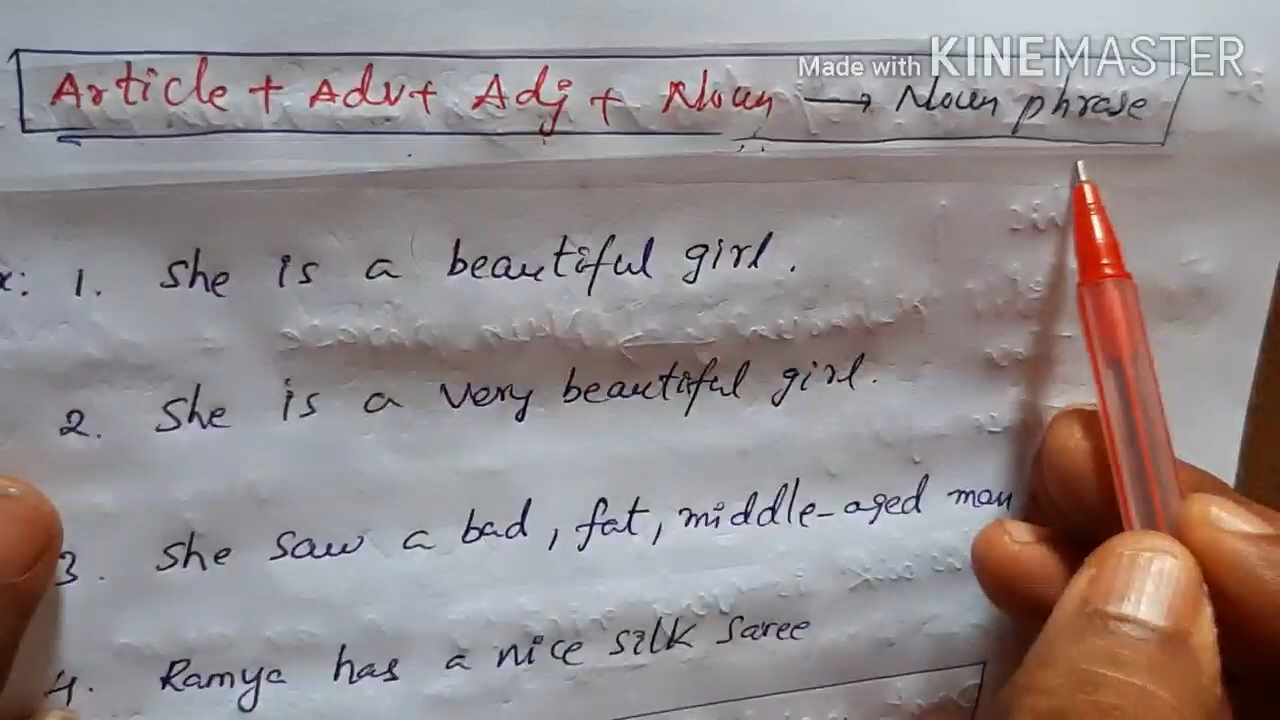 Made with KINEMASTER
Article + Adv + Adj + Noun → Noun phrase
x: 1. She is a beautiful girl.
2. She is a very beautiful girl.
3. She saw a bad, fat, middle-aged man
4. Ramya has a nice silk saree